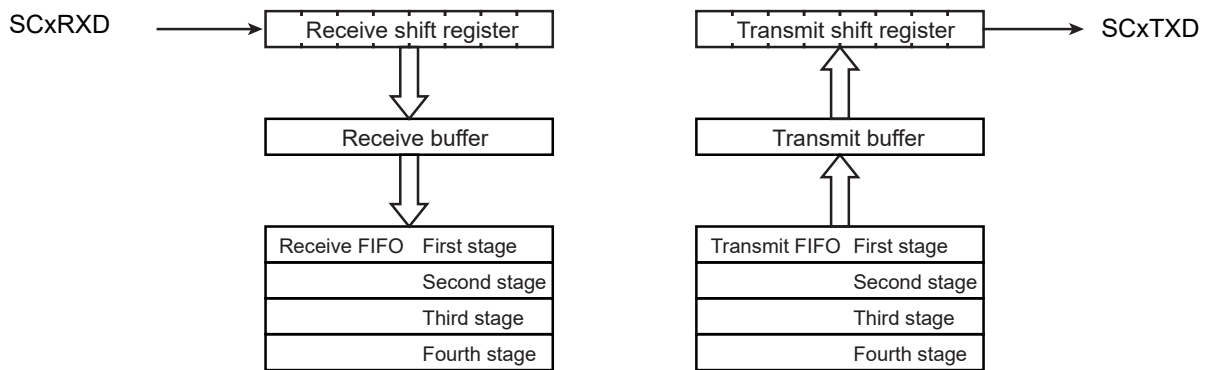 SCxRXD
Receive shift register
Transmit shift register
SCxTXD
Receive buffer
Transmit buffer
Receive FIFO First stage
Second stage
Third stage
Fourth stage
Transmit FIFO First stage
Second stage
Third stage
Fourth stage